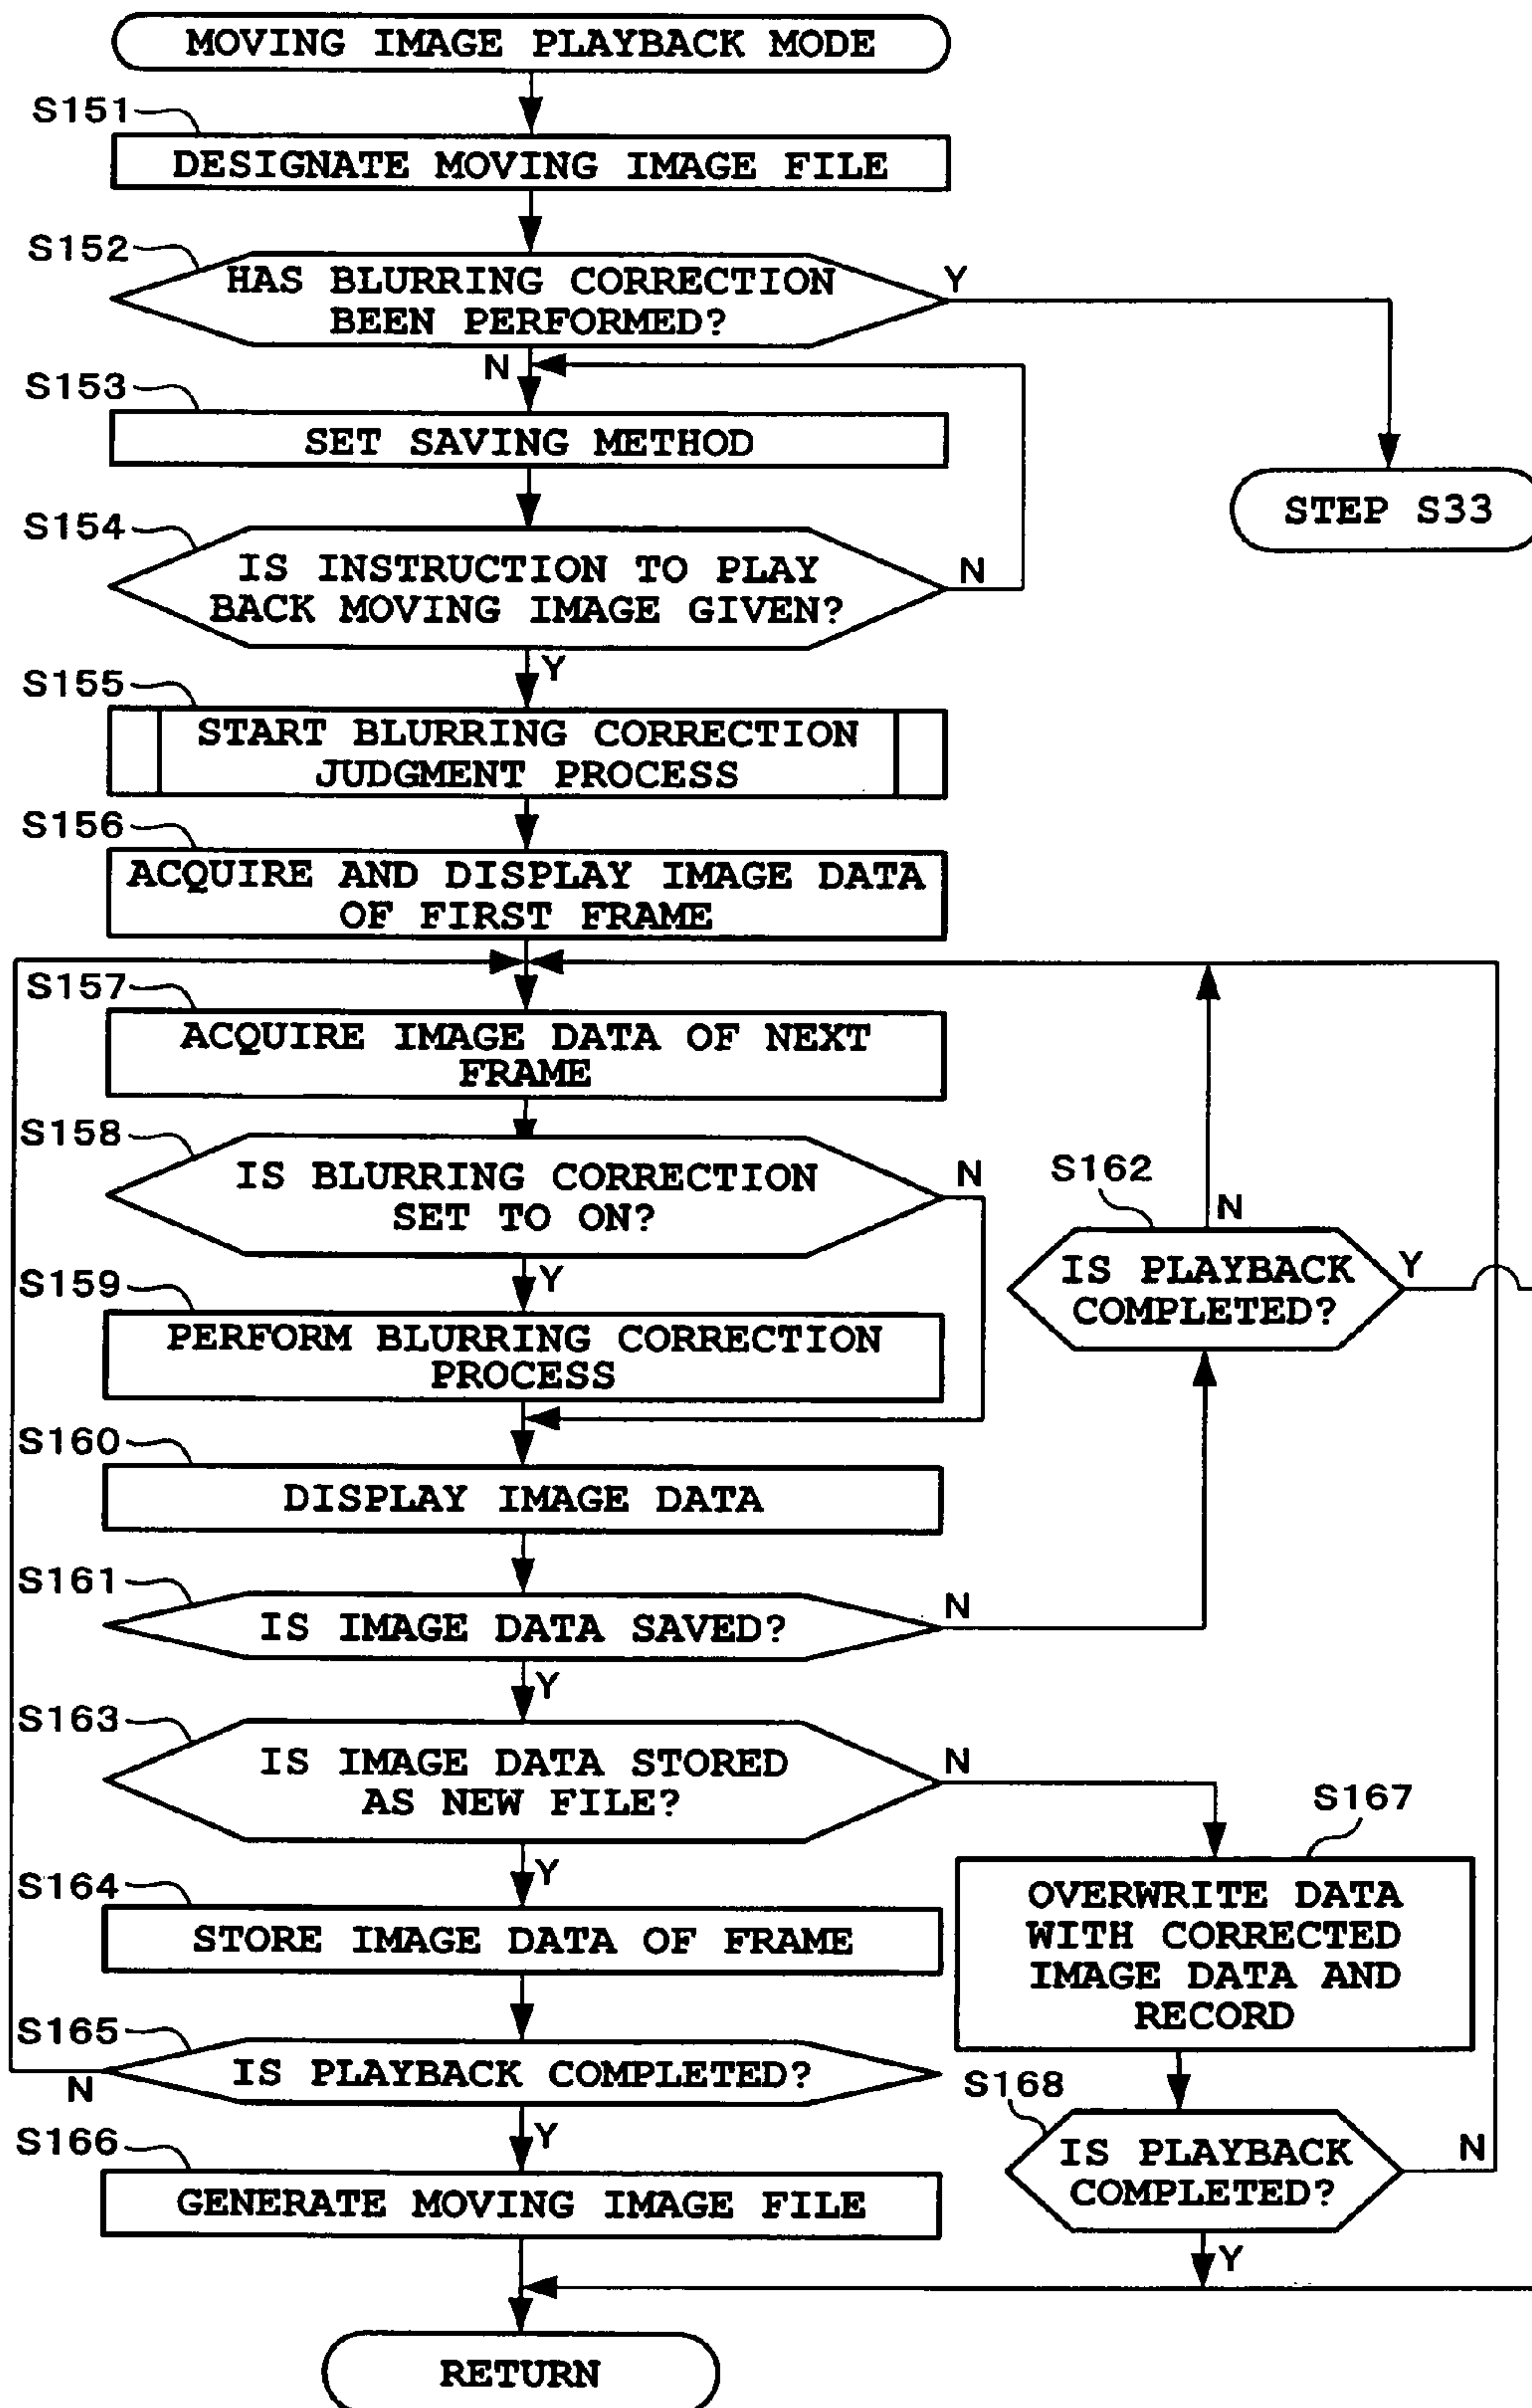 MOVING IMAGE PLAYBACK MODE
S151
DESIGNATE MOVING IMAGE FILE
S152
HAS BLURRING CORRECTION
BEEN PERFORMED?
Y
N
S153
SET SAVING METHOD
STEP S33
S154
IS INSTRUCTION TO PLAY
BACK MOVING IMAGE GIVEN?
N
Y
S155
START BLURRING CORRECTION
JUDGMENT PROCESS
S156
ACQUIRE AND DISPLAY IMAGE DATA
OF FIRST FRAME
S157
ACQUIRE IMAGE DATA OF NEXT
FRAME
S158
IS BLURRING CORRECTION
SET TO ON?
N
Y
S162
N
IS PLAYBACK
COMPLETED?
Y
S159
PERFORM BLURRING CORRECTION
PROCESS
S160
DISPLAY IMAGE DATA
S161
IS IMAGE DATA SAVED?
N
Y
S163
IS IMAGE DATA STORED
AS NEW FILE?
N
Y
S167
OVERWRITE DATA
WITH CORRECTED
IMAGE DATA AND
RECORD
S164
STORE IMAGE DATA OF FRAME
S165
IS PLAYBACK COMPLETED?
N
Y
S168
IS PLAYBACK
COMPLETED?
N
Y
S166
GENERATE MOVING IMAGE FILE
RETURN